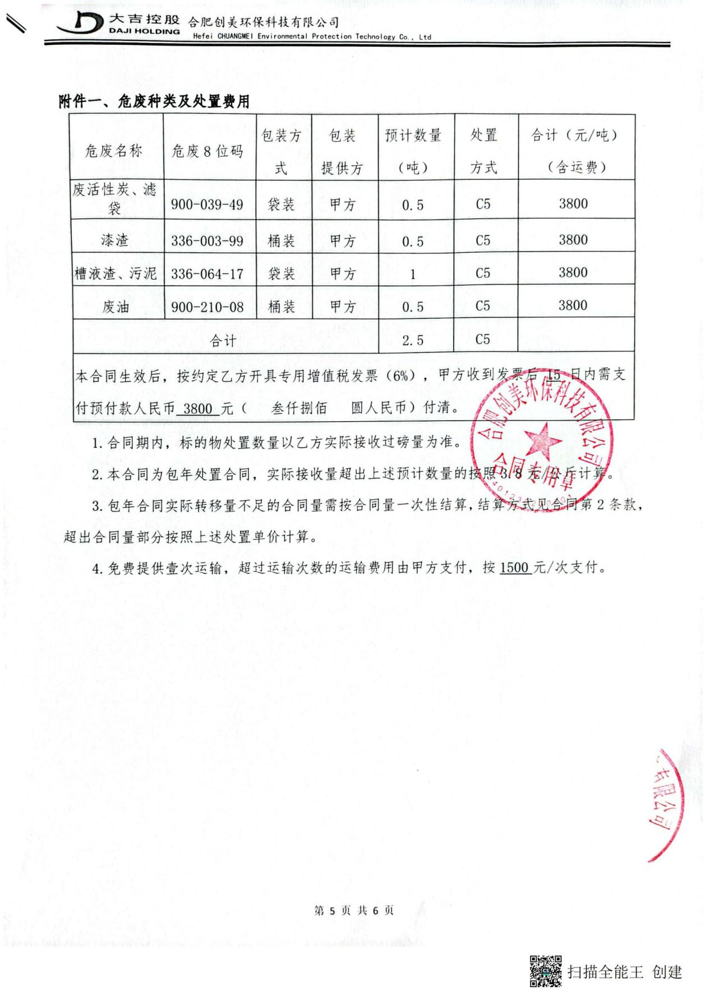 大吉控股 合肥创美环保科技有限公司
DAJI HOLDING Hefei CHUANGMEI Environmental Protection Technology Co., Ltd
附件一、危废种类及处置费用
危废名称 危废8位码 包装方式 包装提供方 预计数量（吨） 处置方式 合计（元/吨）（含运费）
废活性炭、滤袋 900-039-49 袋装 甲方 0.5 C5 3800
漆渣 336-003-99 桶装 甲方 0.5 C5 3800
槽液渣、污泥 336-064-17 袋装 甲方 1 C5 3800
废油 900-210-08 桶装 甲方 0.5 C5 3800
合计 2.5 C5
本合同生效后，按约定乙方开具专用增值税发票（6%），甲方收到发票后 15 日内需支
付预付款人民币 3800 元（ 叁仟捌佰 圆人民币）付清。
1.合同期内，标的物处置数量以乙方实际接收过磅量为准。
2.本合同为包年处置合同，实际接收量超出上述预计数量的按照3.8元/公斤计算。
3.包年合同实际转移量不足的合同量需按合同量一次性结算，结算方式见合同第2条款，
超出合同量部分按照上述处置单价计算。
4.免费提供壹次运输，超过运输次数的运输费用由甲方支付，按 1500 元/次支付。
合肥创美环保科技有限公司
合同专用章
有限公司
第 5 页 共 6 页
扫描全能王 创建